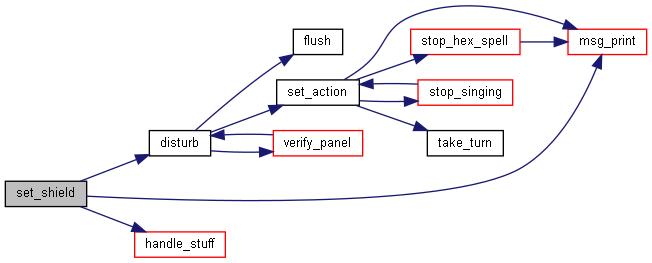 flush
stop_hex_spell
msg_print
set_action
stop_singing
disturb
verify_panel
take_turn
set_shield
handle_stuff